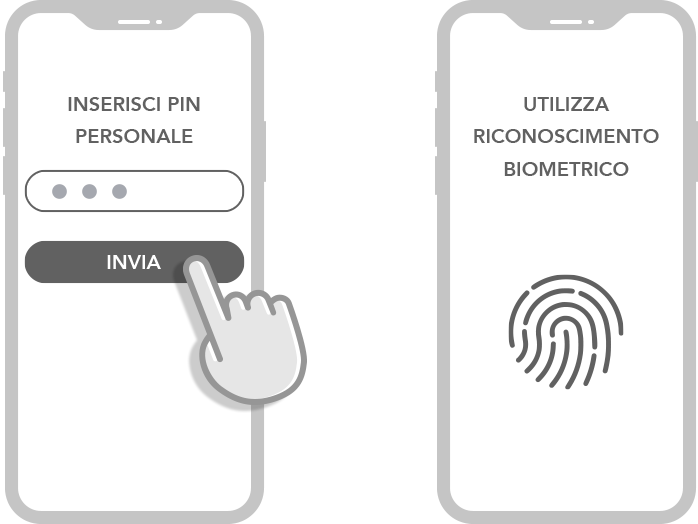 INSERISCI PIN
PERSONALE
INVIA
UTILIZZA
RICONOSCIMENTO
BIOMETRICO